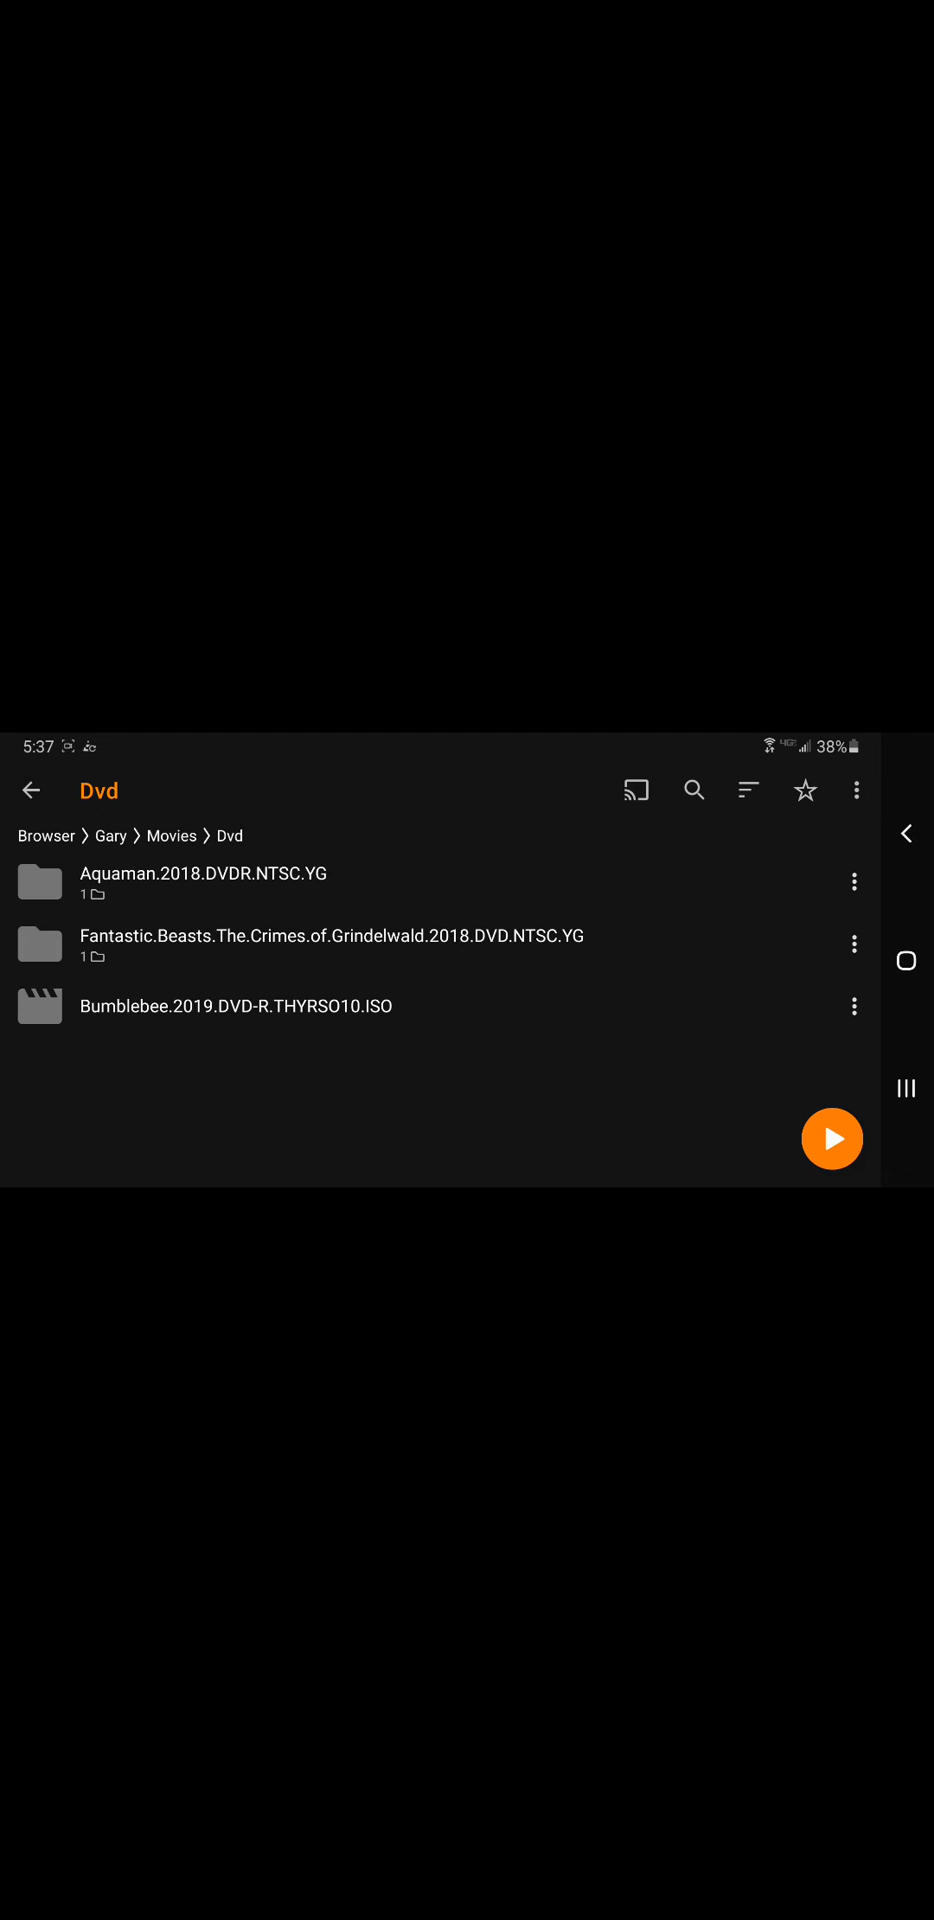 5:37 4GE 38%
Dvd
Browser > Gary > Movies > Dvd
Aquaman.2018.DVDR.NTSC.YG
1
Fantastic.Beasts.The.Crimes.of.Grindelwald.2018.DVD.NTSC.YG
1
Bumblebee.2019.DVD-R.THYRSO10.ISO